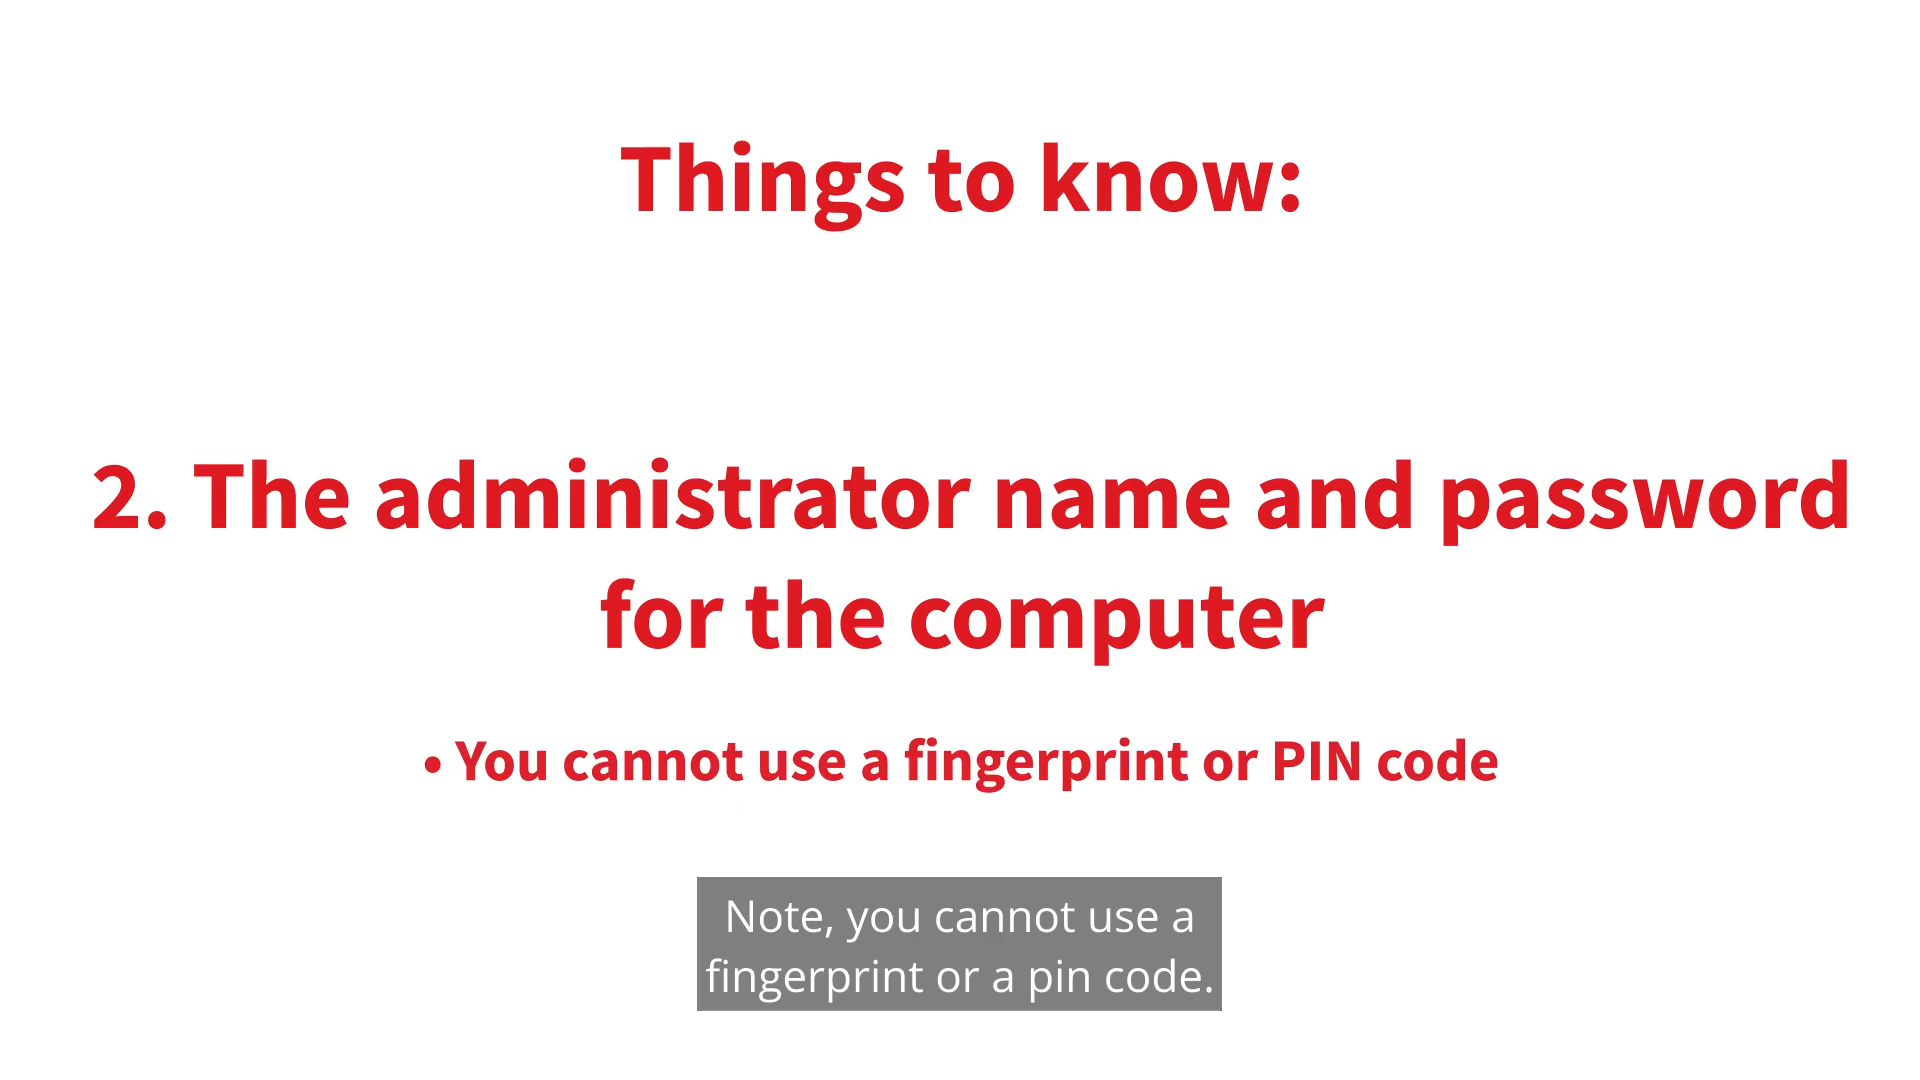 Things to know:
2. The administrator name and password
for the computer
• You cannot use a fingerprint or PIN code
Note, you cannot use a
fingerprint or a pin code.